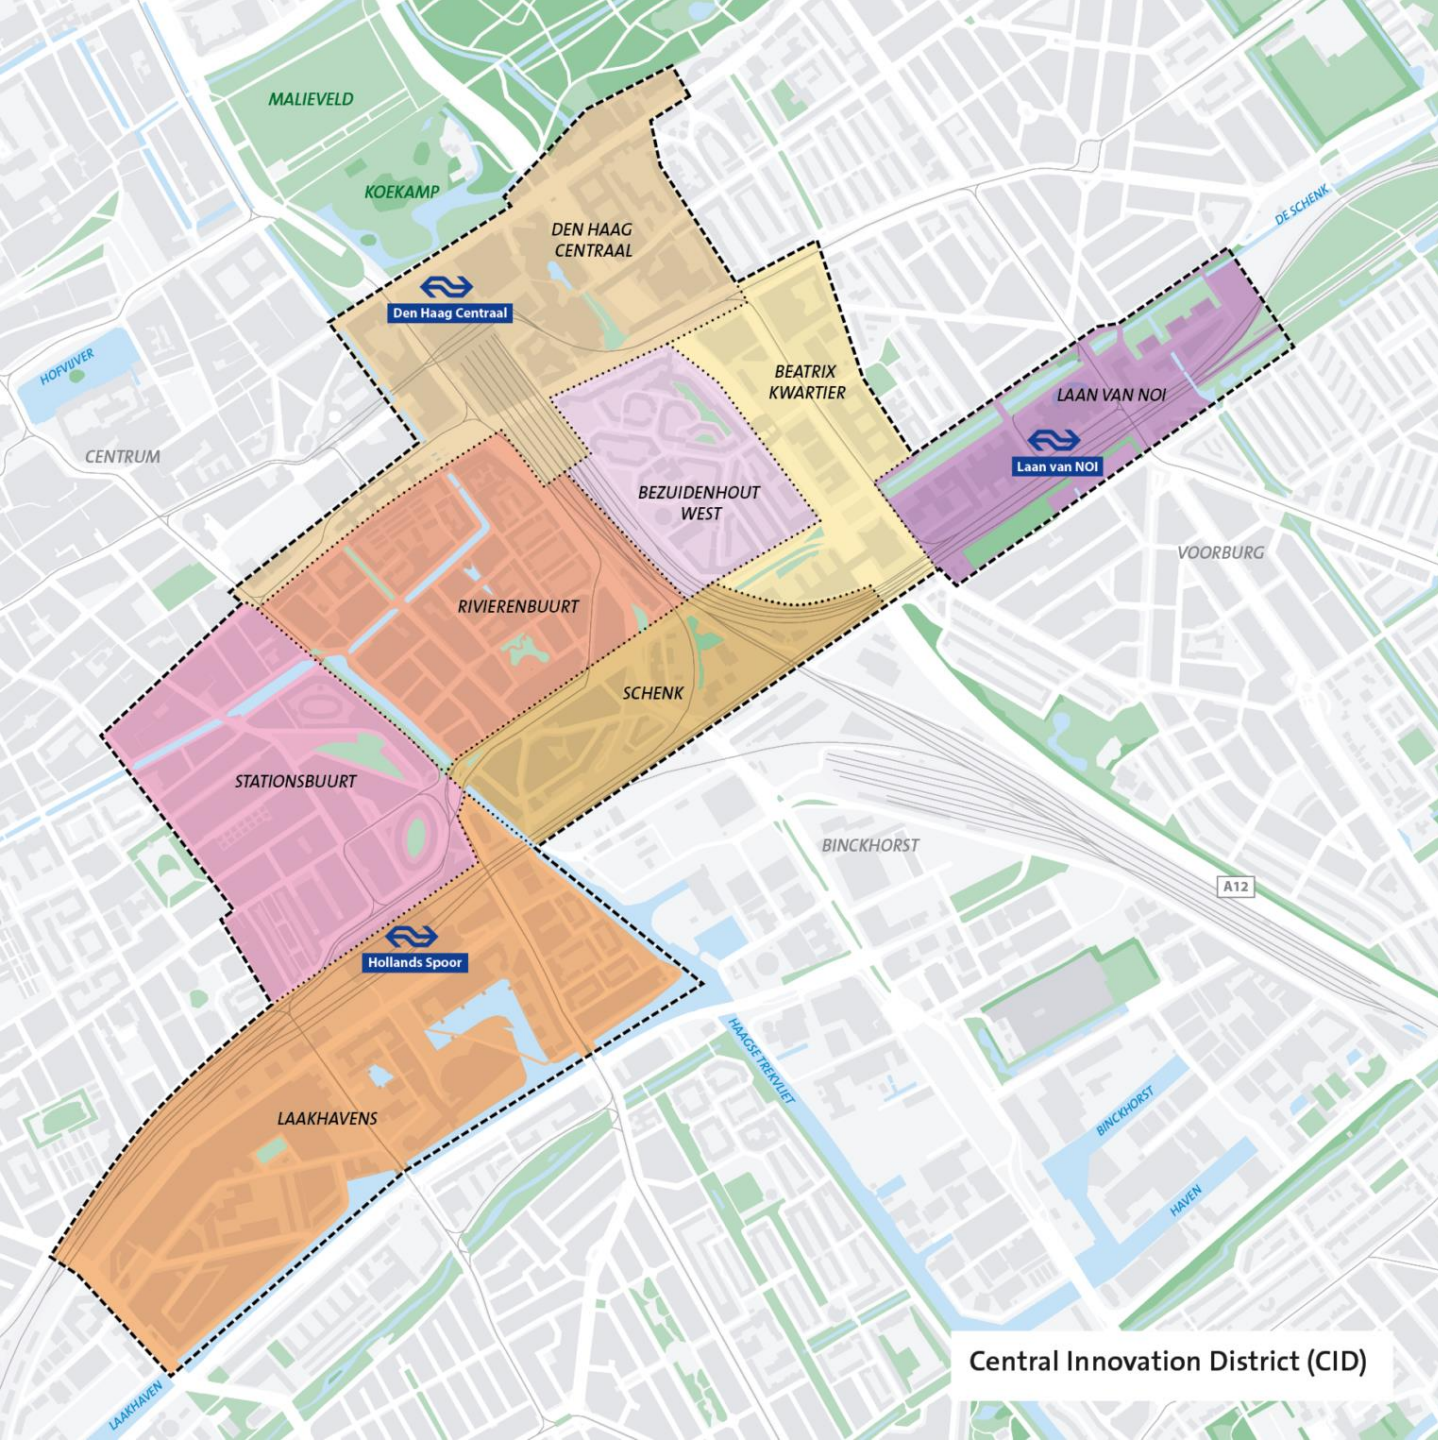 MALIEVELD
KOEKAMP
DE SCHENK
DEN HAAG
CENTRAAL
Den Haag Centraal
HOFVIJVER
BEATRIX
KWARTIER
LAAN VAN NOI
Laan van NOI
CENTRUM
BEZUIDENHOUT
WEST
VOORBURG
RIVIERENBUURT
SCHENK
STATIONSBUURT
BINCKHORST
A12
Hollands Spoor
HAAGSE TREKVLIET
LAAKHAVENS
BINCKHORST
HAVEN
Central Innovation District (CID)
LAAKHAVEN